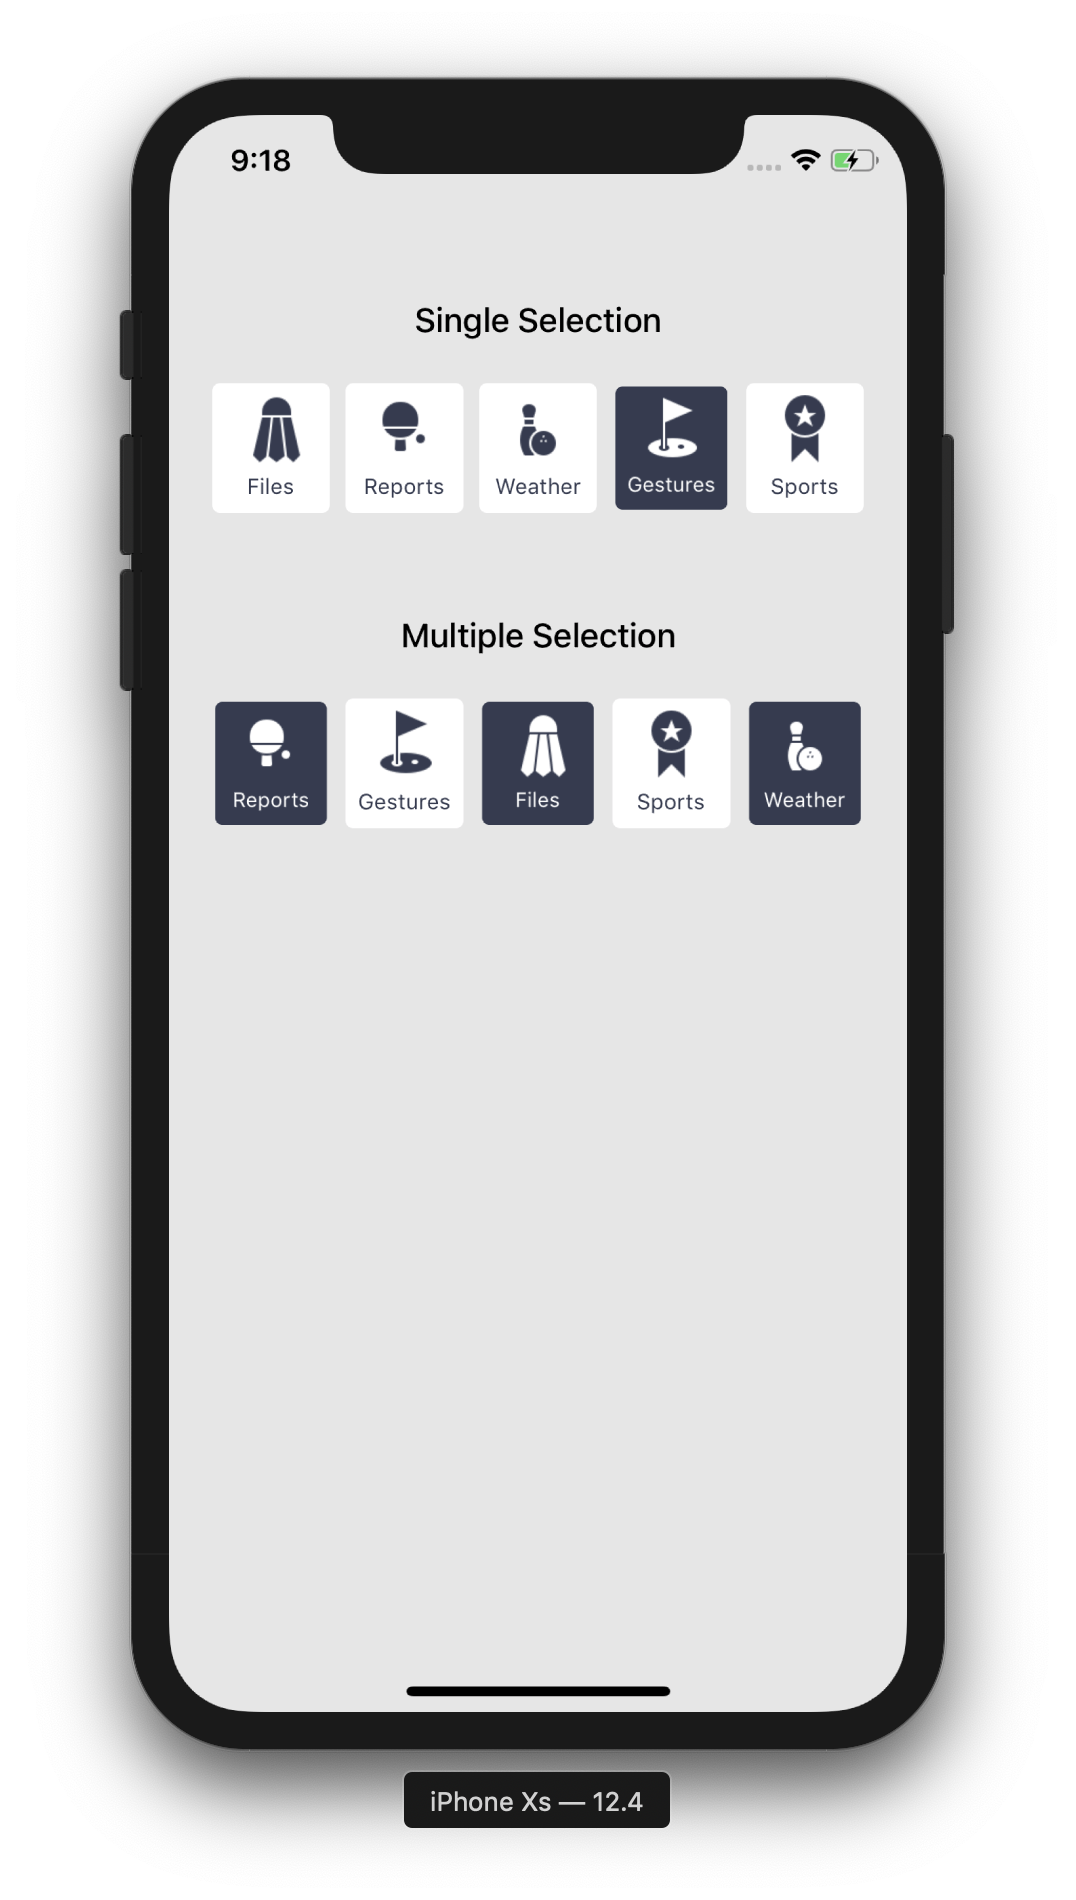 9:18
Single Selection
Files Reports Weather Gestures Sports
Multiple Selection
Reports Gestures Files Sports Weather
iPhone Xs — 12.4